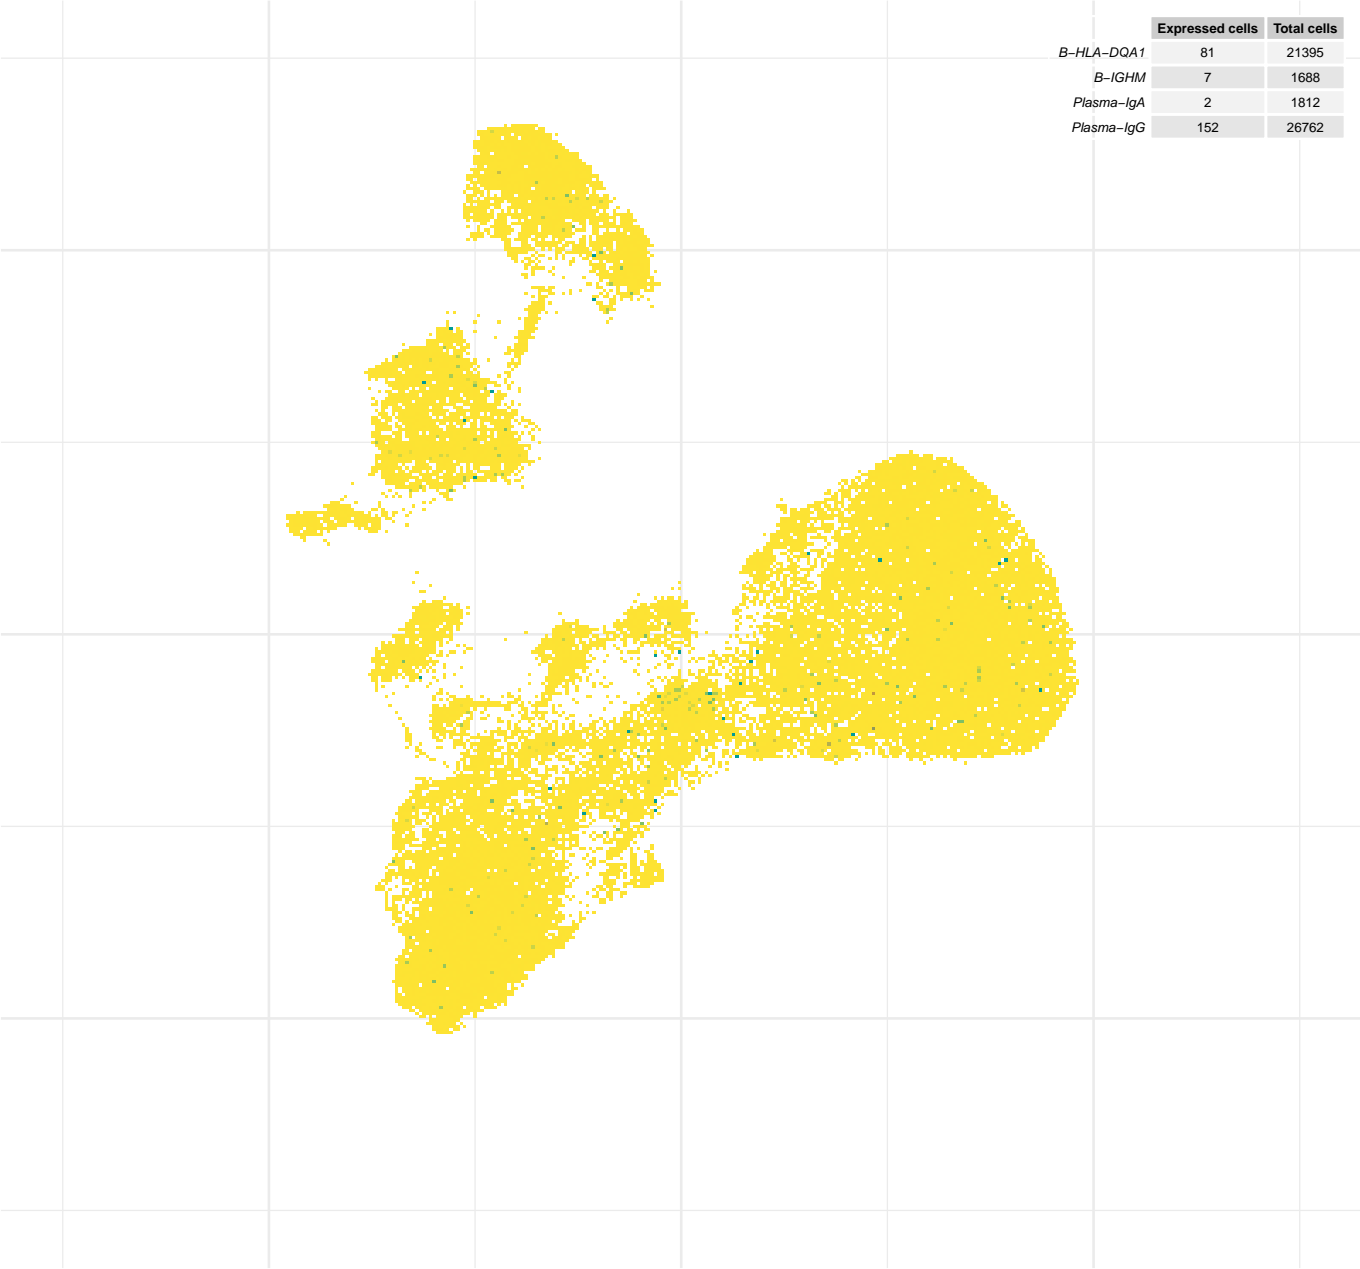 Expressed cells Total cells
B−HLA−DQA1 81 21395
B−IGHM 7 1688
Plasma−IgA 2 1812
Plasma−IgG 152 26762